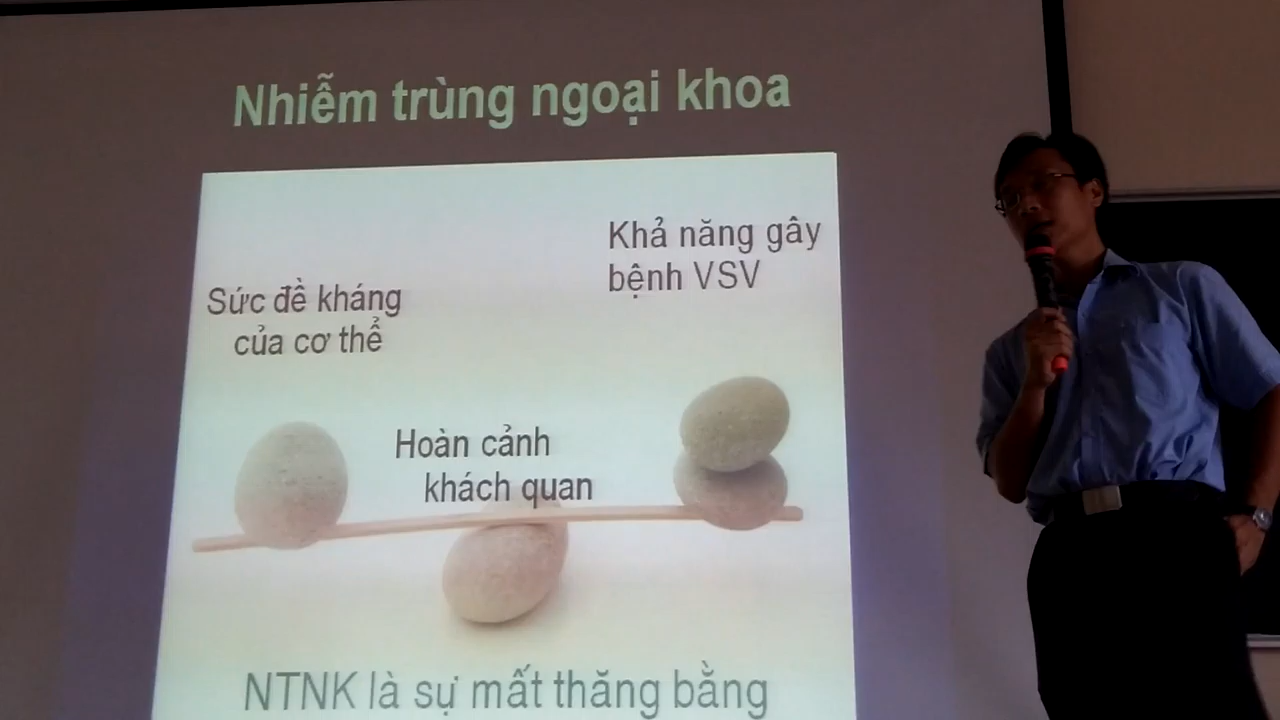 Nhiễm trùng ngoại khoa
Khả năng gây
bệnh VSV
Sức đề kháng
của cơ thể
Hoàn cảnh
khách quan
NTNK là sự mất thăng bằng